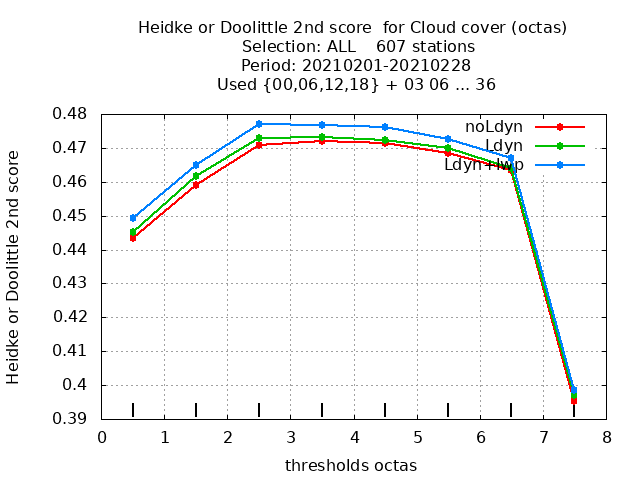 Heidke or Doolittle 2nd score  for Cloud cover (octas)
Selection: ALL    607 stations
Period: 20210201-20210228
Used {00,06,12,18} + 03 06 ... 36
Heidke or Doolittle 2nd score
0.48
0.47
0.46
0.45
0.44
0.43
0.42
0.41
0.4
0.39
noLdyn
Ldyn
Ldyn+lwp
0 1 2 3 4 5 6 7 8
thresholds octas